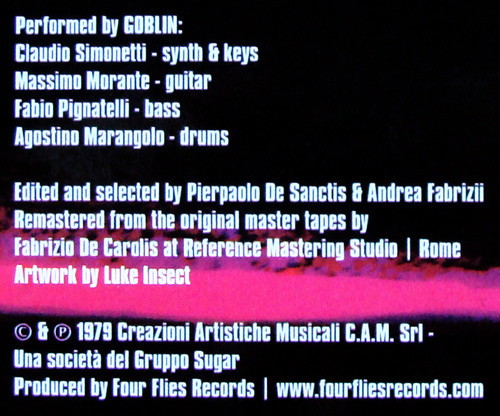 Performed by GOBLIN:
Claudio Simonetti - synth & keys
Massimo Morante - guitar
Fabio Pignatelli - bass
Agostino Marangolo - drums
Edited and selected by Pierpaolo De Sanctis & Andrea Fabrizii
Remastered from the original master tapes by
Fabrizio De Carolis at Reference Mastering Studio | Rome
Artwork by Luke Insect
© & ℗ 1979 Creazioni Artistiche Musicali C.A.M. Srl -
Una società del Gruppo Sugar
Produced by Four Flies Records | www.fourfliesrecords.com